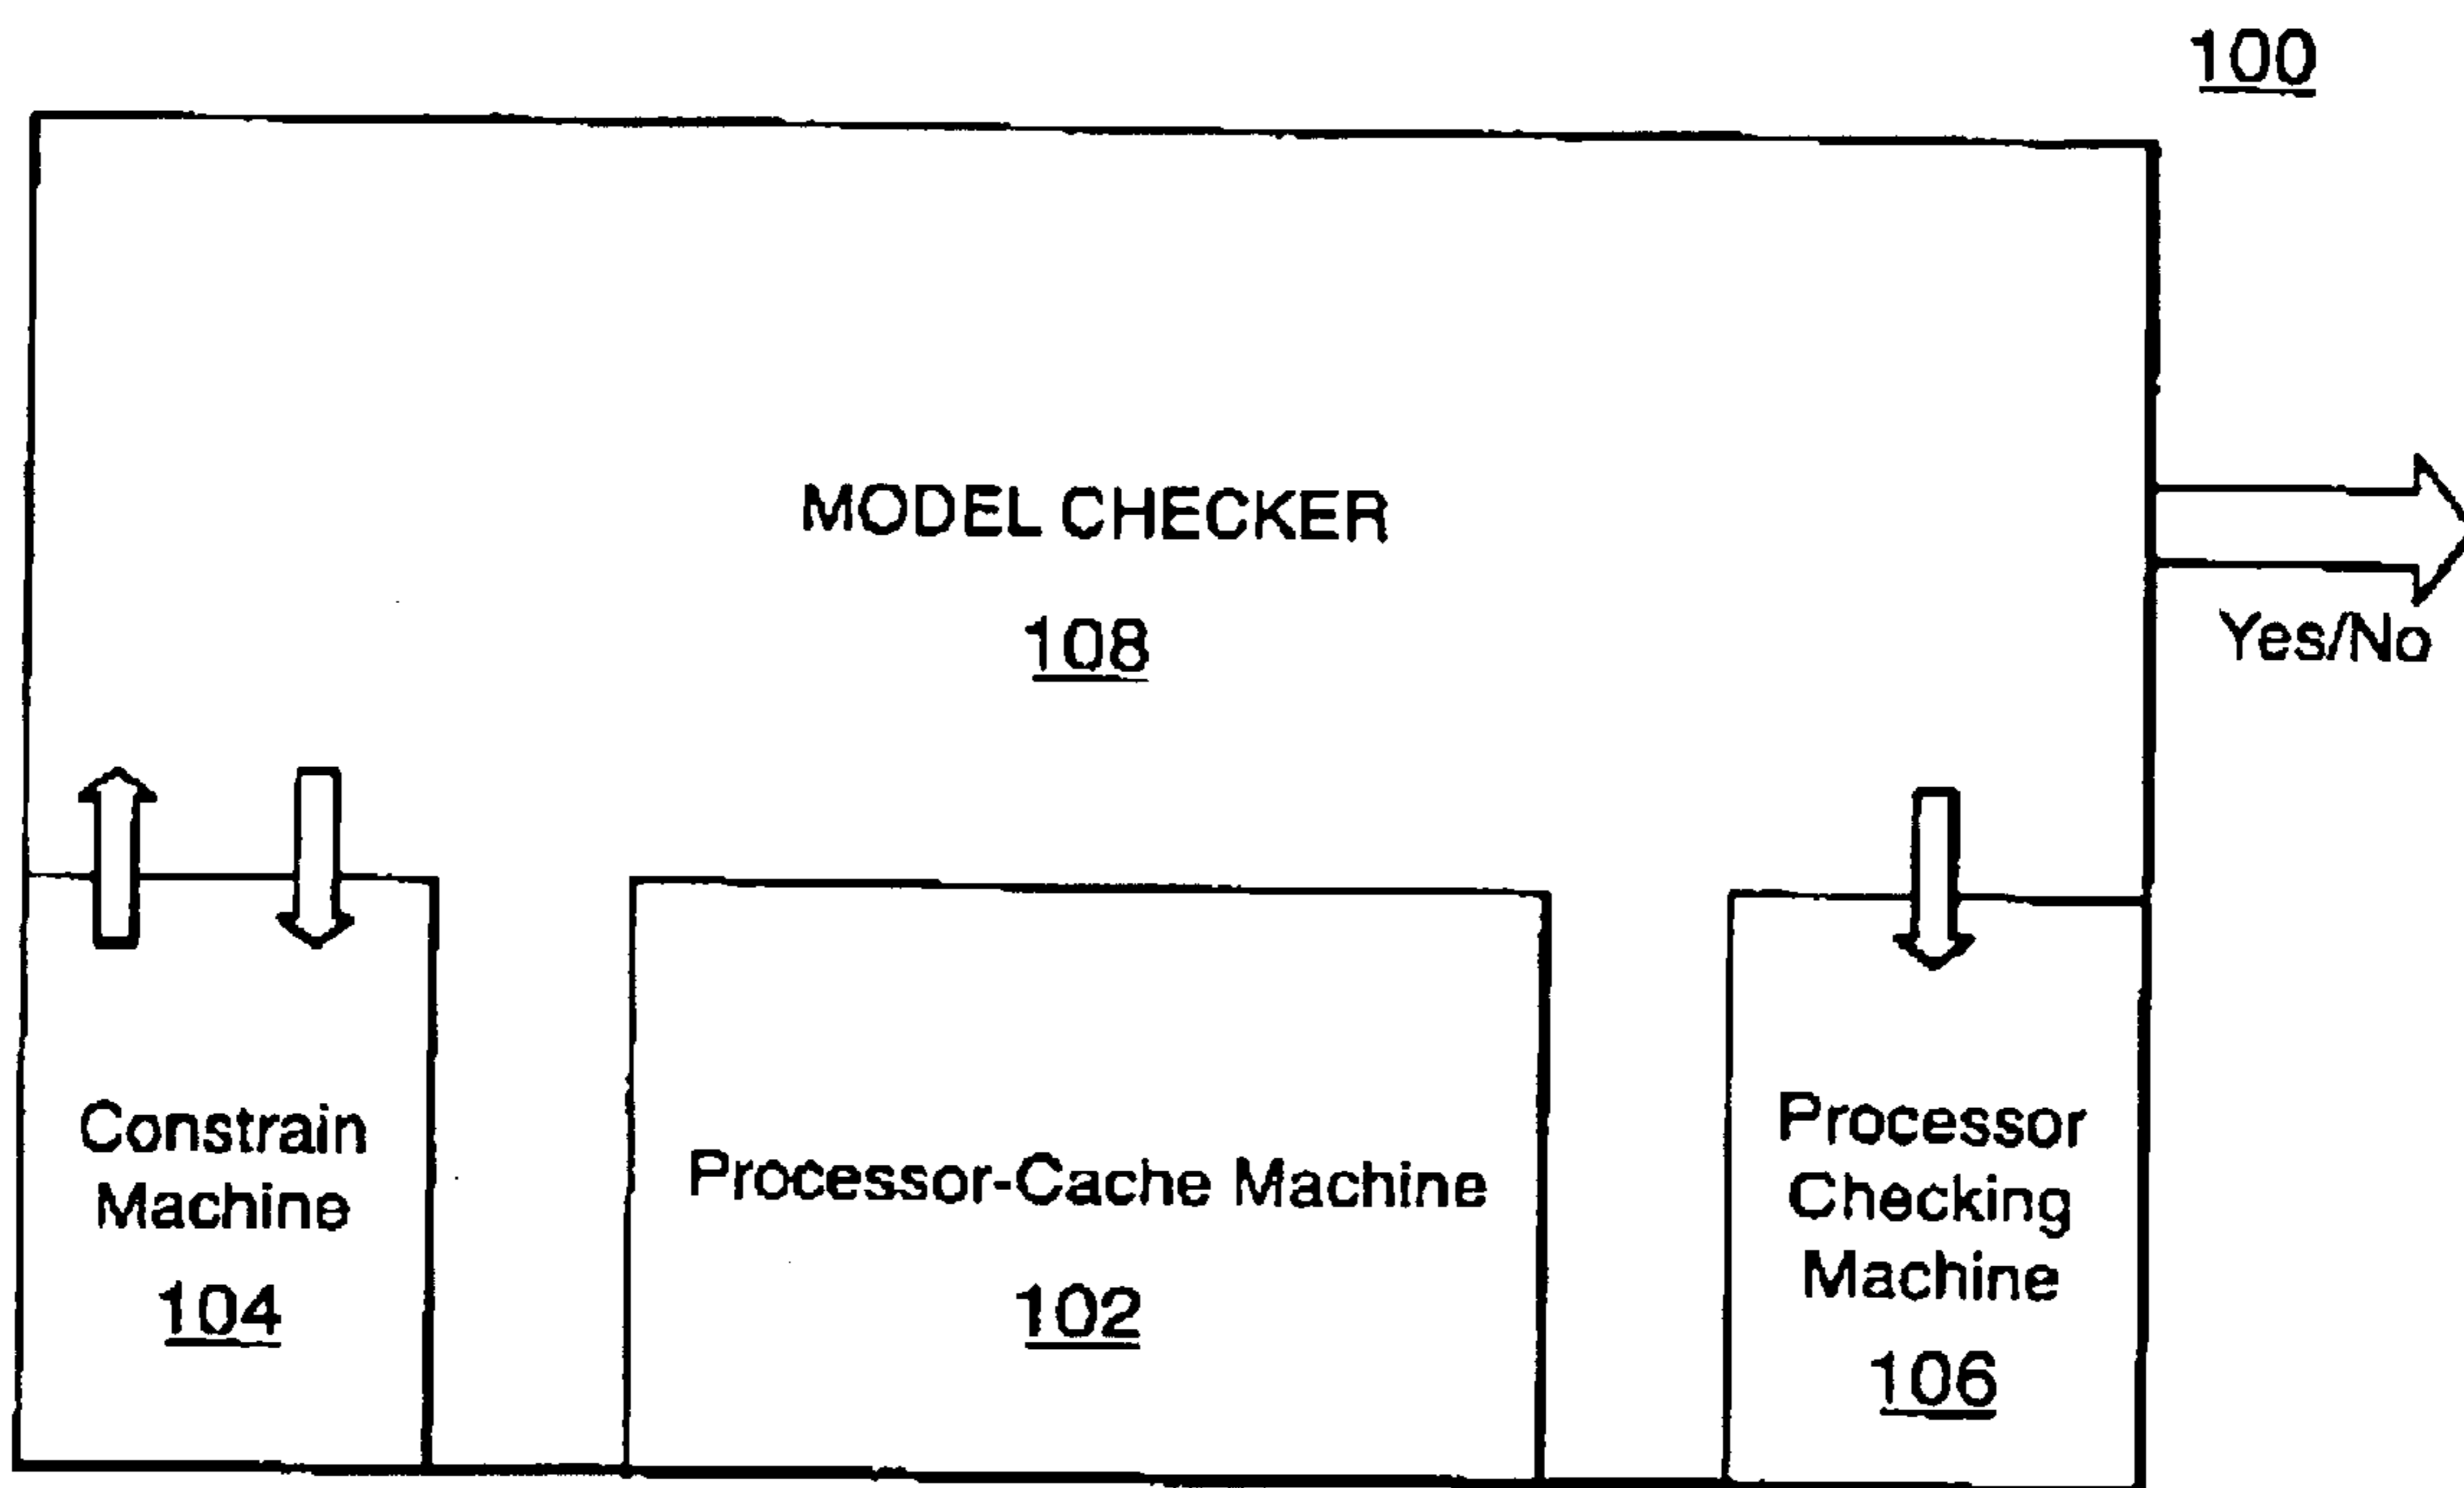 100
MODEL CHECKER
108
Yes/No
Constrain
Machine
104
Processor-Cache Machine
102
Processor
Checking
Machine
106